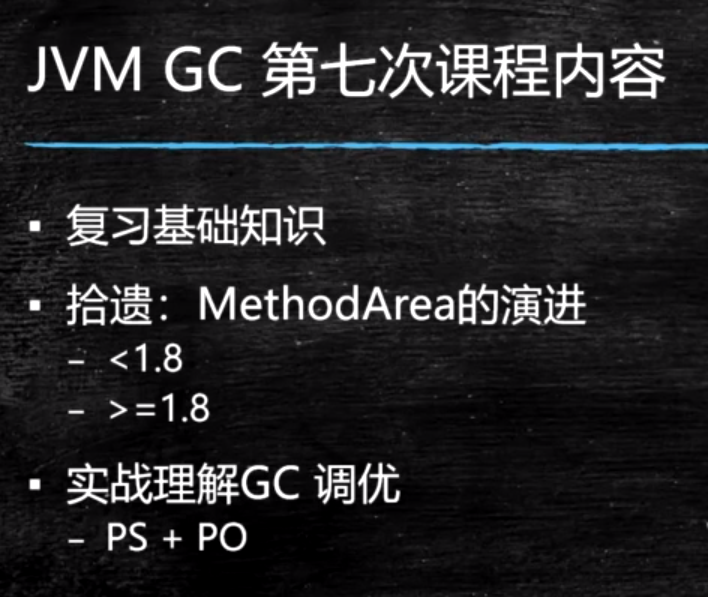 JVM GC 第七次课程内容
▪ 复习基础知识
▪ 拾遗：MethodArea的演进
– <1.8
– >=1.8
▪ 实战理解GC 调优
– PS + PO